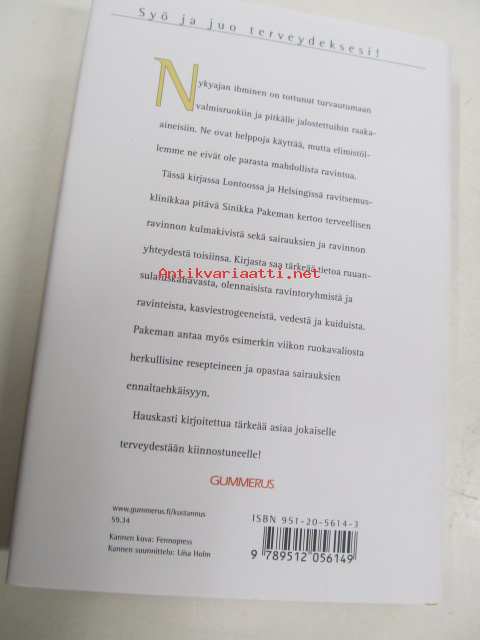 Syö ja juo terveydeksesi!
Nykyajan ihminen on tottunut turvautumaan
valmisruokiin ja pitkälle jalostettuihin raaka-
aineisiin. Ne ovat helppoja käyttää, mutta elimistöl-
lemme ne eivät ole parasta mahdollista ravintoa.
Tässä kirjassa Lontoossa ja Helsingissä ravitsemus-
klinikkaa pitävä Sinikka Pakeman kertoo terveellisen
ravinnon kulmakivistä sekä sairauksien ja ravinnon
yhteydestä toisiinsa. Kirjasta saa tärkeää tietoa ruuan-
Antikvariaatti.net
sulatuskanavasta, olennaisista ravintoryhmistä ja
ravinteista, kasviestrogeeneistä, vedestä ja kuiduista.
Pakeman antaa myös esimerkin viikon ruokavaliosta
herkullisine resepteineen ja opastaa sairauksien
ennaltaehkäisyyn.
Hauskasti kirjoitettua tärkeää asiaa jokaiselle
terveydestään kiinnostuneelle!
GUMMERUS
www.gummerus.fi/kustannus
59.34
Kannen kuva: Fennopress
Kannen suunnittelu: Liisa Holm
ISBN 951-20-5614-3
9 789512 056149